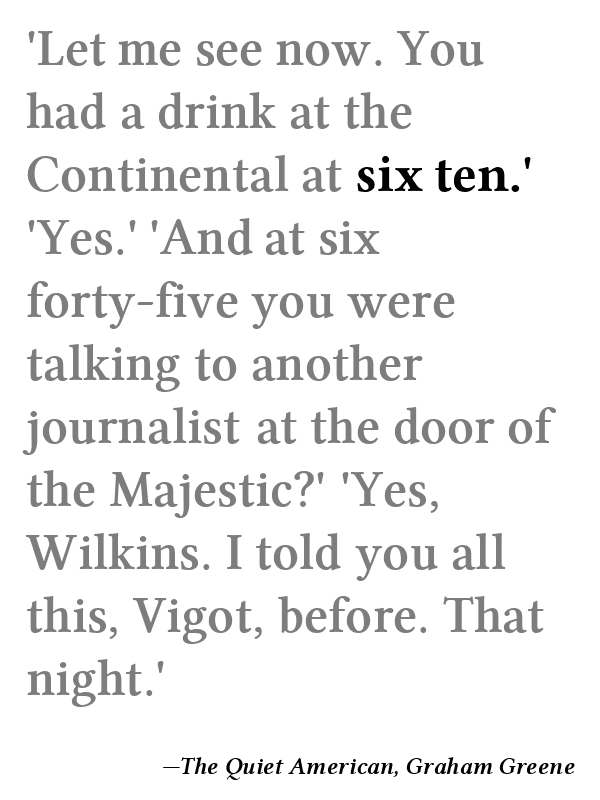 'Let me see now. You
had a drink at the
Continental at six ten.'
'Yes.' 'And at six
forty-five you were
talking to another
journalist at the door of
the Majestic?' 'Yes,
Wilkins. I told you all
this, Vigot, before. That
night.'
—The Quiet American, Graham Greene